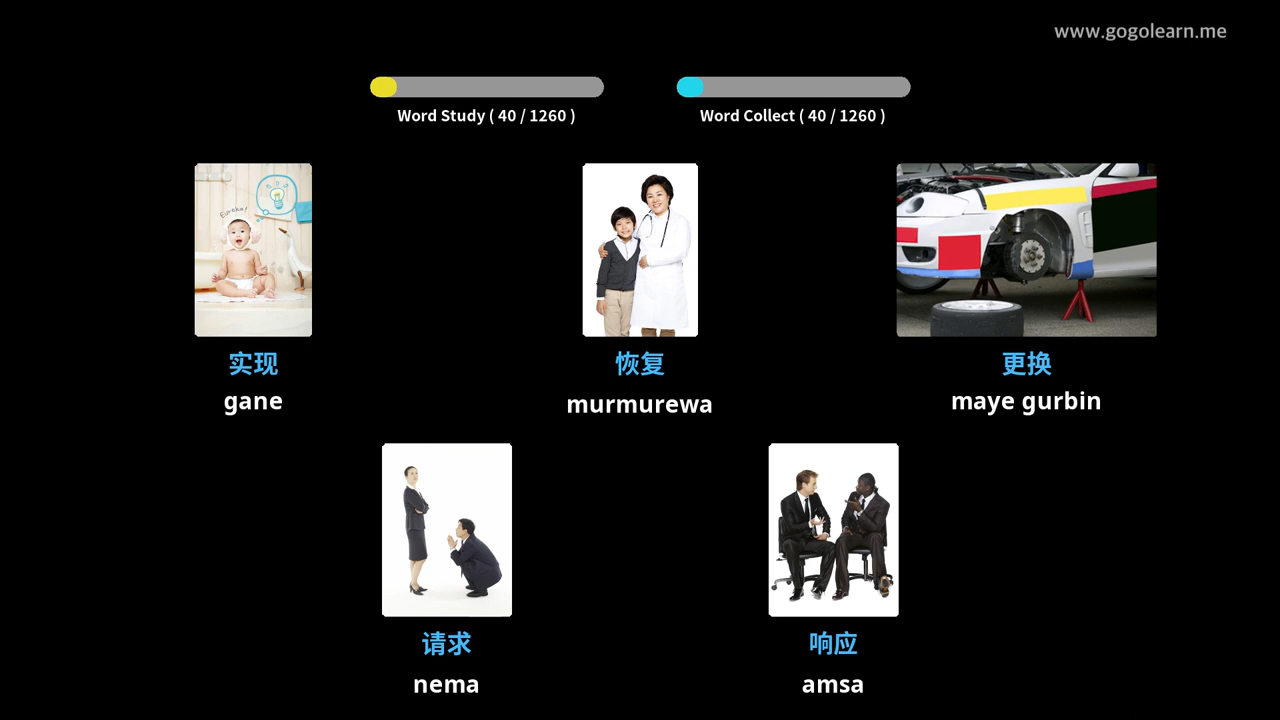 www.gogolearn.me
Word Study ( 40 / 1260 )
Word Collect ( 40 / 1260 )
Eureka!
实现
gane
恢复
murmurewa
更换
maye gurbin
请求
nema
响应
amsa